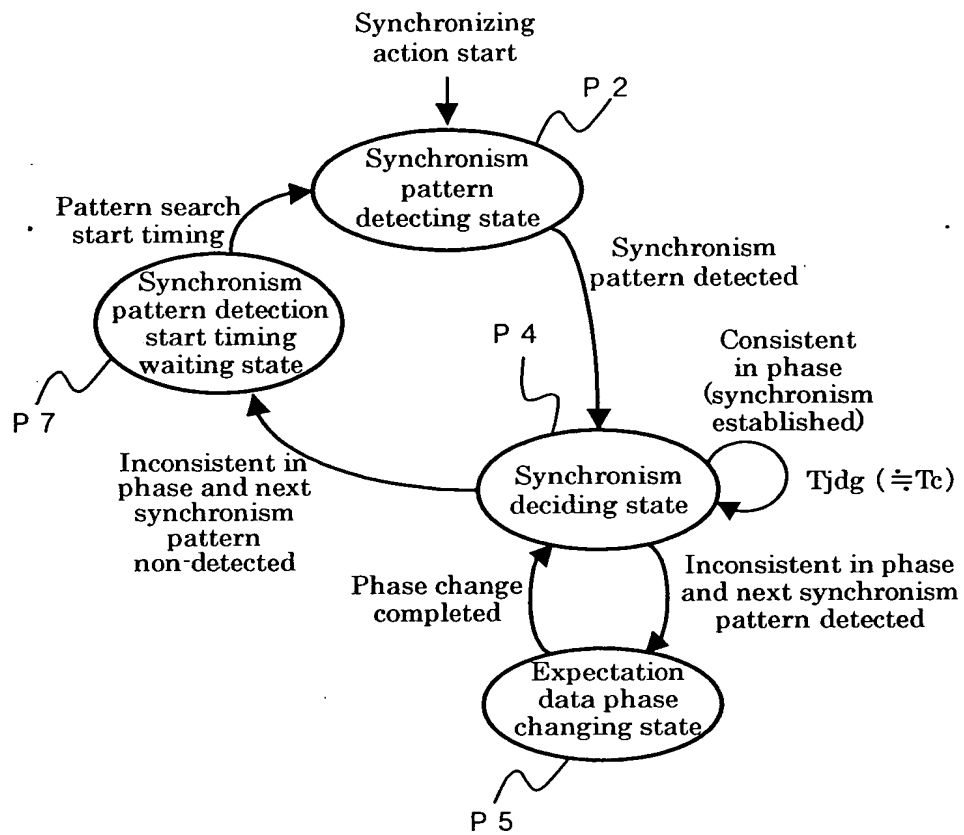 Synchronizing
action start
P 2
Synchronism
pattern
detecting state
Pattern search
start timing
Synchronism
pattern detected
Synchronism
pattern detection
start timing
waiting state
P 7
P 4
Consistent
in phase
(synchronism
established)
Tjdg (≒Tc)
Synchronism
deciding state
Inconsistent in
phase and next
synchronism
pattern
non-detected
Phase change
completed
Inconsistent in phase
and next synchronism
pattern detected
Expectation
data phase
changing state
P 5